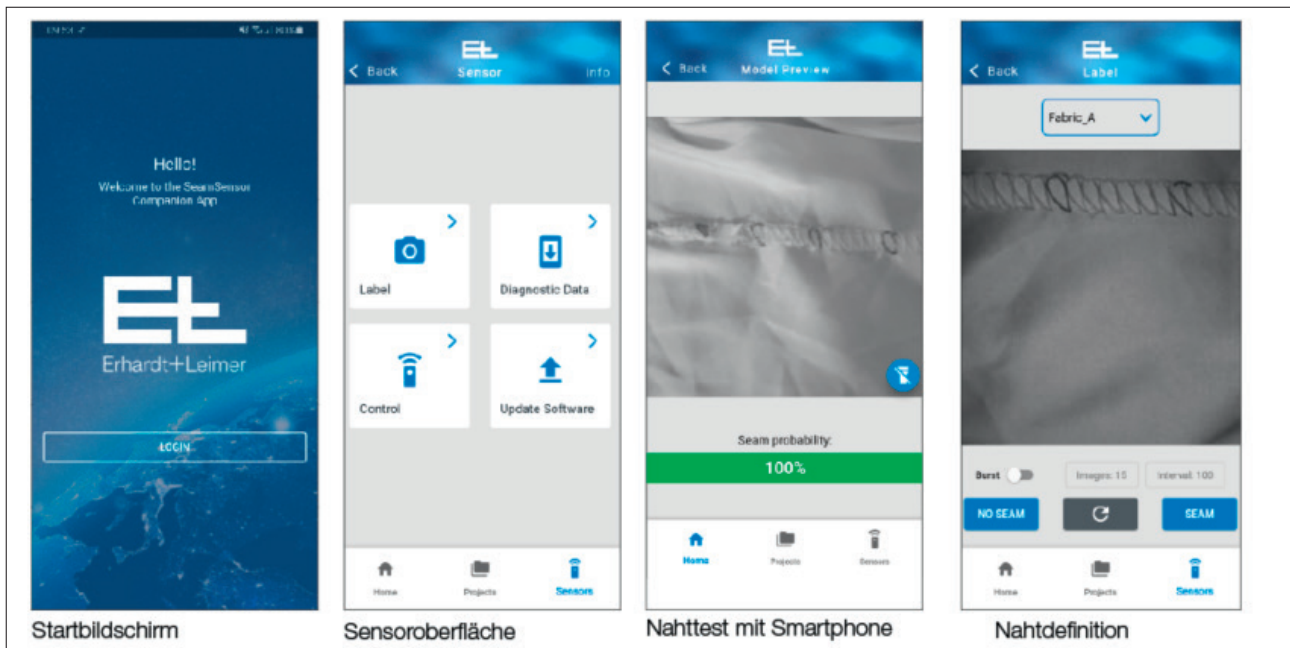 Hello!
Welcome to the SeamSensor
Companion App
E+L
Erhardt+Leimer
LOGIN
Startbildschirm
E+L
Back
Sensor
Info
Label
Diagnostic Data
Control
Update Software
Home
Projects
Sensors
Sensoroberfläche
E+L
Back
Model Preview
Seam probability:
100%
Home
Projects
Sensors
Nahttest mit Smartphone
E+L
Back
Label
Fabric_A
Burst
Images: 15
Interval: 100
NO SEAM
SEAM
Home
Projects
Sensors
Nahtdefinition